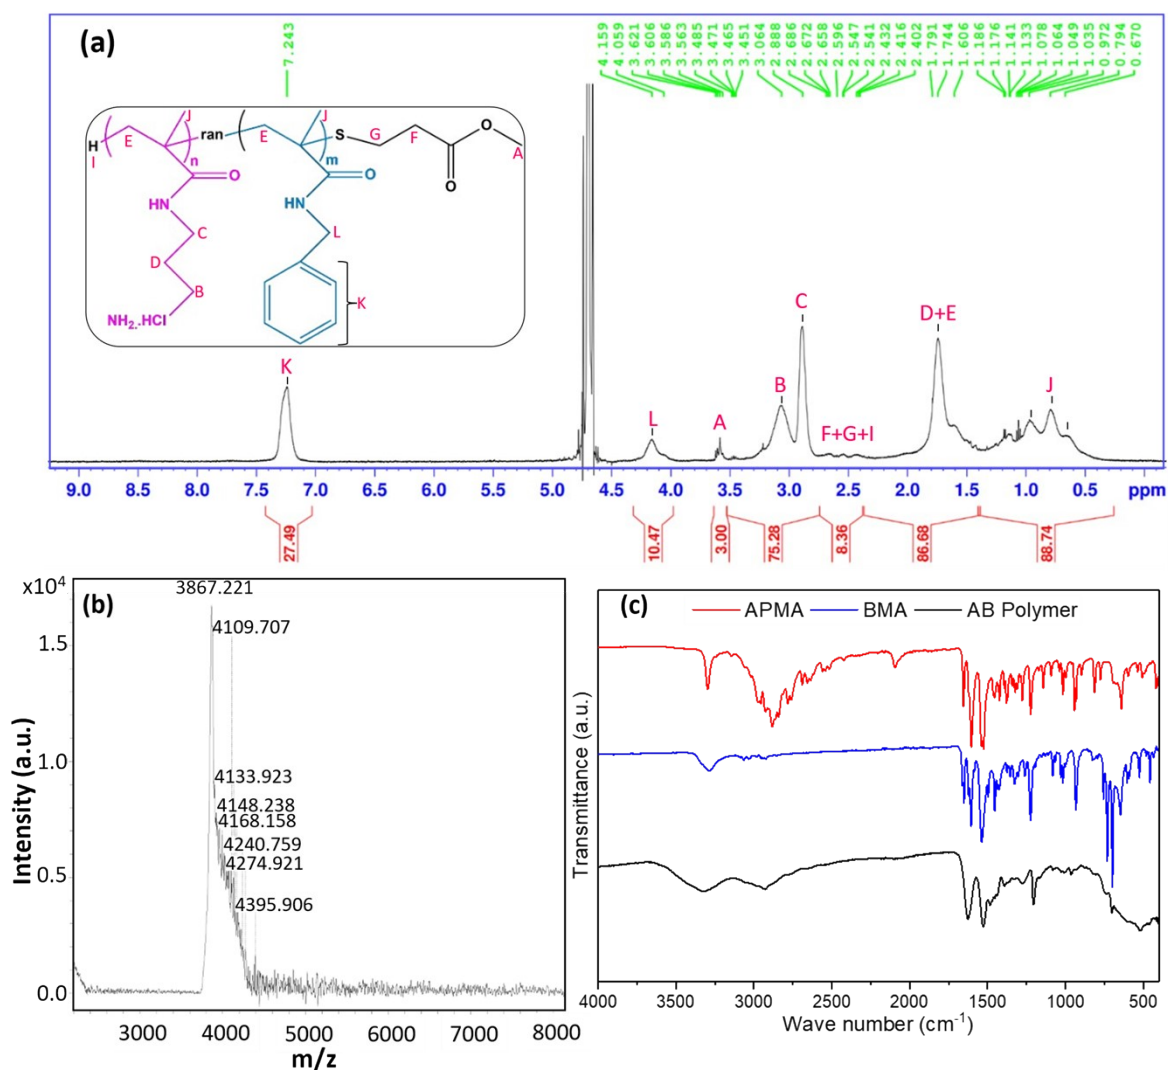 (a)
7.243
4.159
4.059
3.621
3.606
3.586
3.563
3.485
3.471
3.465
3.451
3.064
2.888
2.686
2.672
2.658
2.596
2.547
2.541
2.432
2.416
2.402
1.791
1.744
1.606
1.186
1.176
1.141
1.133
1.078
1.064
1.049
1.035
0.972
0.794
0.670
J J
H E ran E S G F O A
I n m O
O O
HN HN
C L
D
B K
NH2.HCl
K L A B C F+G+I D+E J
9.0 8.5 8.0 7.5 7.0 6.5 6.0 5.5 5.0 4.5 4.0 3.5 3.0 2.5 2.0 1.5 1.0 0.5 ppm
27.49 10.47 3.00 75.28 8.36 86.68 88.74
(b)
x10⁴
3867.221
4109.707
4133.923
4148.238
4168.158
4240.759
4274.921
4395.906
1.5
1.0
0.5
0.0
Intensity (a.u.)
3000 4000 5000 6000 7000 8000
m/z
(c)
APMA BMA AB Polymer
Transmittance (a.u.)
4000 3500 3000 2500 2000 1500 1000 500
Wave number (cm⁻¹)